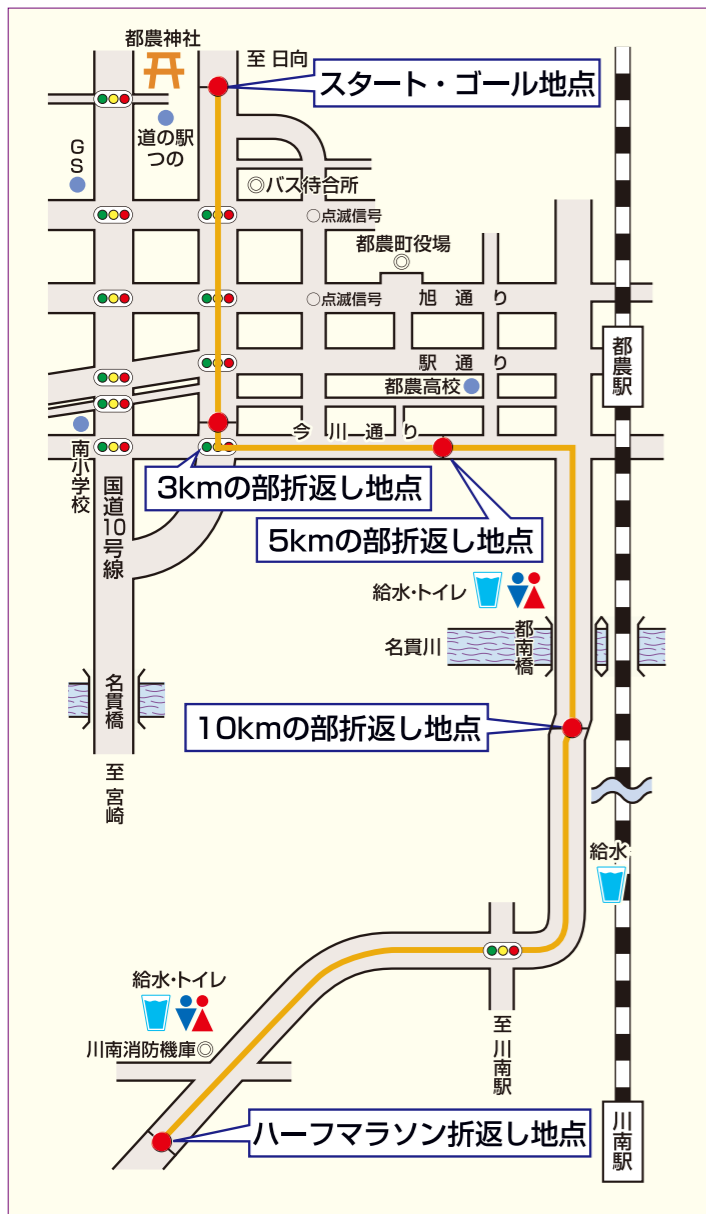 都農神社
至 日向
スタート・ゴール地点
道の駅
つの
GS
バス待合所
点滅信号
都農町役場
点滅信号
旭通り
駅通り
都農駅
都農高校
今川通り
南小学校
3kmの部折返し地点
国道10号線
5kmの部折返し地点
給水・トイレ
名貫川
都南橋
名貫橋
10kmの部折返し地点
至 宮崎
給水
給水・トイレ
川南消防機庫
至 川南駅
ハーフマラソン折返し地点
川南駅